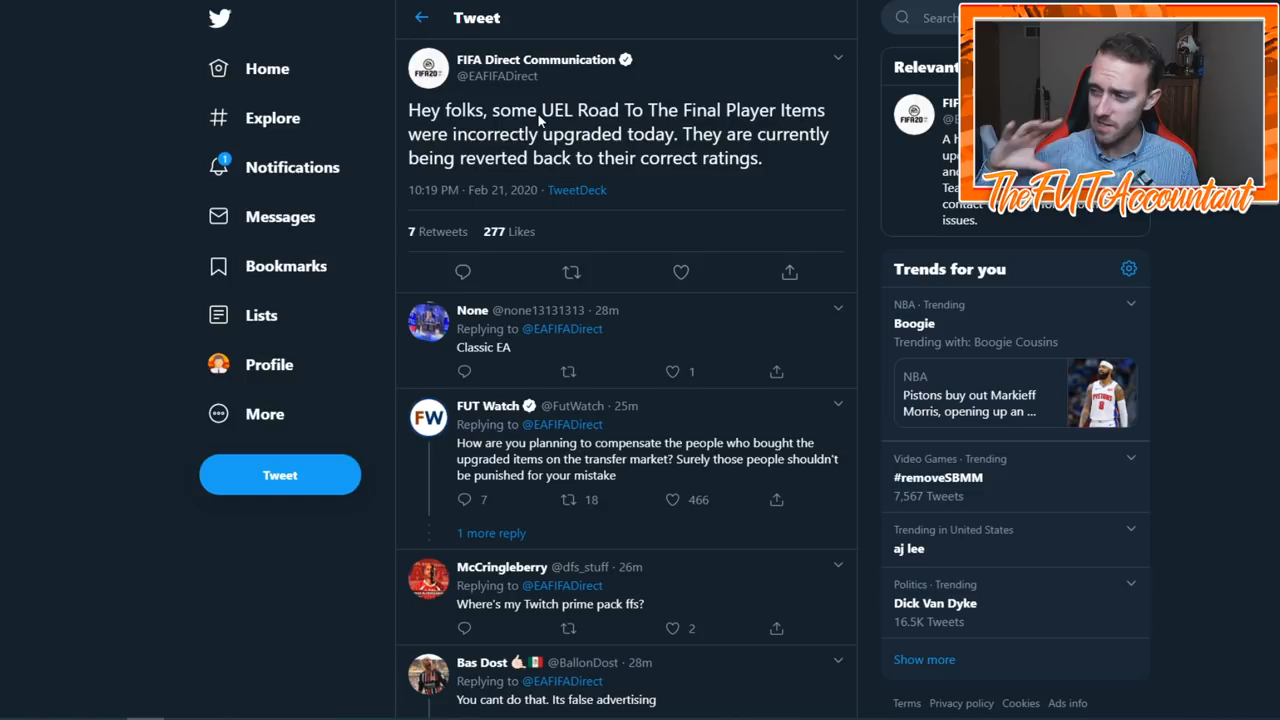 Tweet
Search
Home
Explore
1
Notifications
Messages
Bookmarks
Lists
Profile
More
Tweet
FIFA20
FIFA Direct Communication
@EAFIFADirect
Hey folks, some UEL Road To The Final Player Items
were incorrectly upgraded today. They are currently
being reverted back to their correct ratings.
10:19 PM · Feb 21, 2020 · TweetDeck
7 Retweets 277 Likes
None @none13131313 · 28m
Replying to @EAFIFADirect
Classic EA
1
FW
FUT Watch @FutWatch · 25m
Replying to @EAFIFADirect
How are you planning to compensate the people who bought the
upgraded items on the transfer market? Surely those people shouldn't
be punished for your mistake
7 18 466
1 more reply
McCringleberry @dfs_stuff · 26m
Replying to @EAFIFADirect
Where's my Twitch prime pack ffs?
2
Bas Dost @BallonDost · 28m
Replying to @EAFIFADirect
You cant do that. Its false advertising
TheFUTAccountant
Relevant
FIFA20
issues.
Trends for you
NBA · Trending
Boogie
Trending with: Boogie Cousins
NBA
Pistons buy out Markieff
Morris, opening up an ...
Video Games · Trending
#removeSBMM
7,567 Tweets
Trending in United States
aj lee
Politics · Trending
Dick Van Dyke
16.5K Tweets
Show more
Terms Privacy policy Cookies Ads info